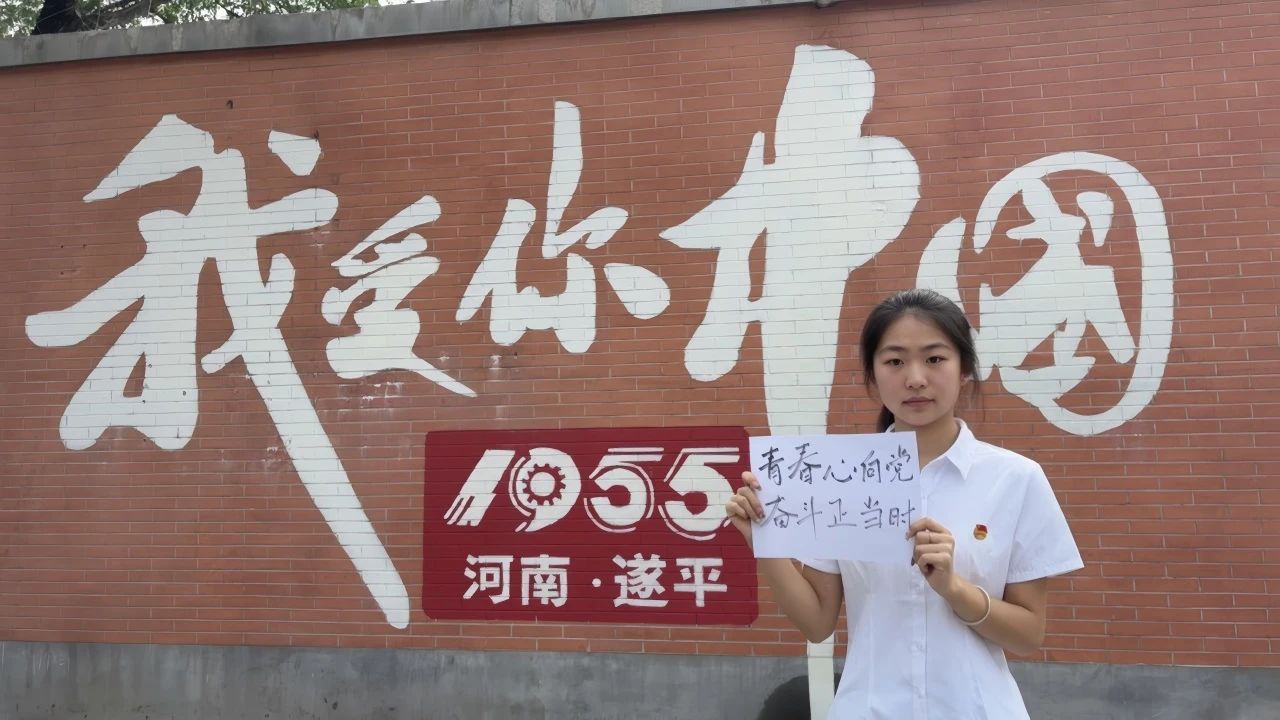 我爱你中国
1955
河南·遂平
青春心向党
奋斗正当时